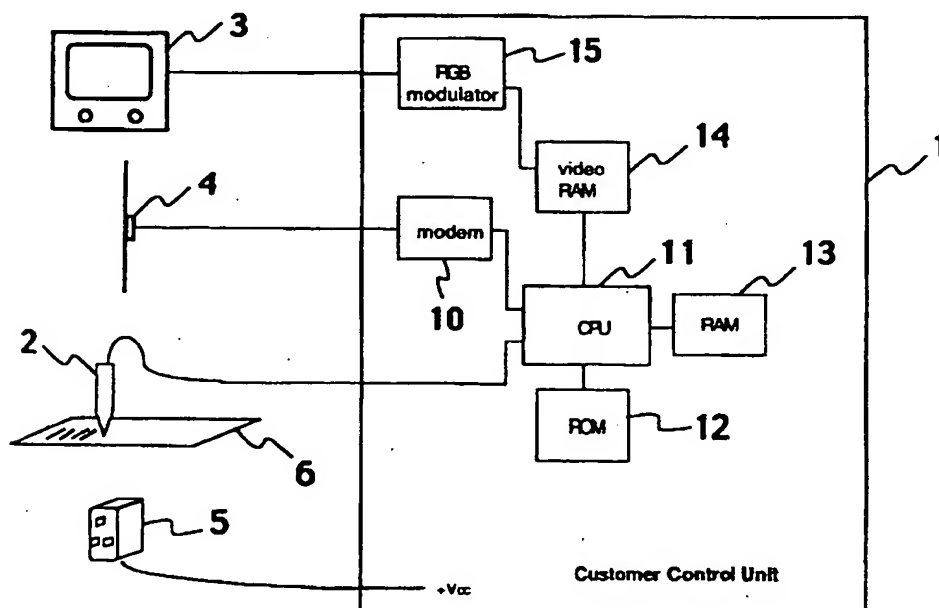 3
15
RGB
modulator
14
video
RAM
1
4
modem
10
11
CPU
13
RAM
2
ROM
12
6
5
+Vcc
Customer Control Unit